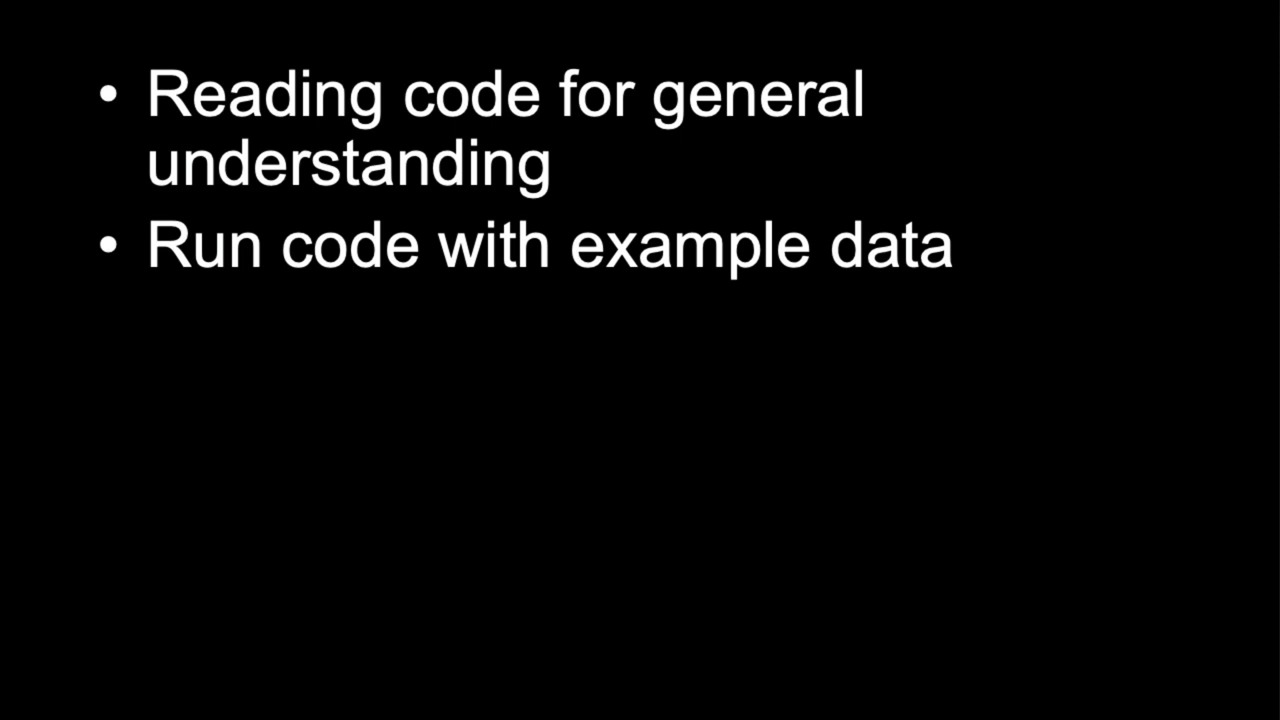 • Reading code for general
understanding
• Run code with example data